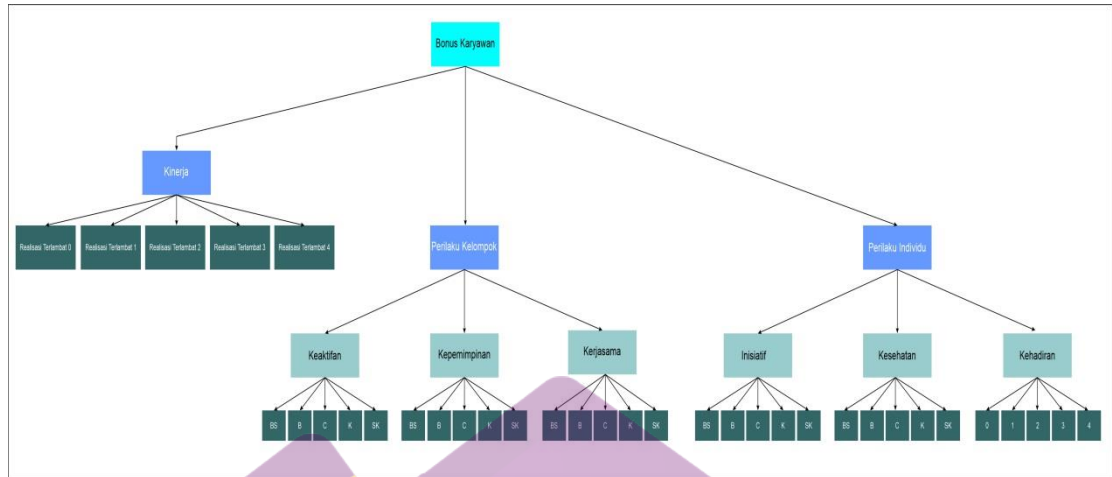 Bonus Karyawan
Kinerja
Realisasi Terlambat 0
Realisasi Terlambat 1
Realisasi Terlambat 2
Realisasi Terlambat 3
Realisasi Terlambat 4
Perilaku Kelompok
Perilaku Individu
Keaktifan
Kepemimpinan
Kerjasama
Inisiatif
Kesehatan
Kehadiran
BS B C K SK
BS B C K SK
BS B C K SK
BS B C K SK
BS B C K SK
0 1 2 3 4